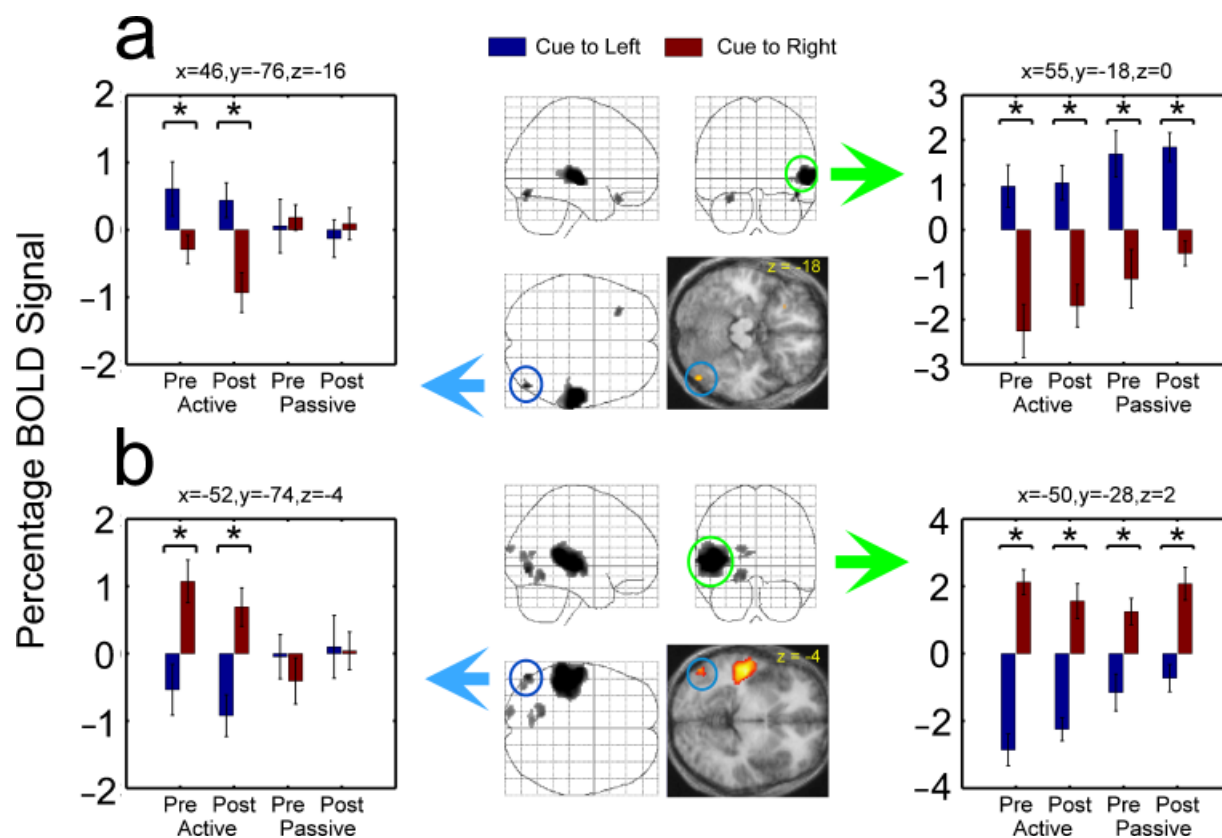 a
Cue to Left
Cue to Right
x=46,y=-76,z=-16
2
1
0
−1
−2
* *
Pre Post Pre Post
Active Passive
z = -18
x=55,y=-18,z=0
3
2
1
0
−1
−2
−3
* * * *
Pre Post Pre Post
Active Passive
Percentage BOLD Signal
b
x=-52,y=-74,z=-4
2
1
0
−1
−2
* *
Pre Post Pre Post
Active Passive
z = -4
x=-50,y=-28,z=2
4
2
0
−2
−4
* * * *
Pre Post Pre Post
Active Passive